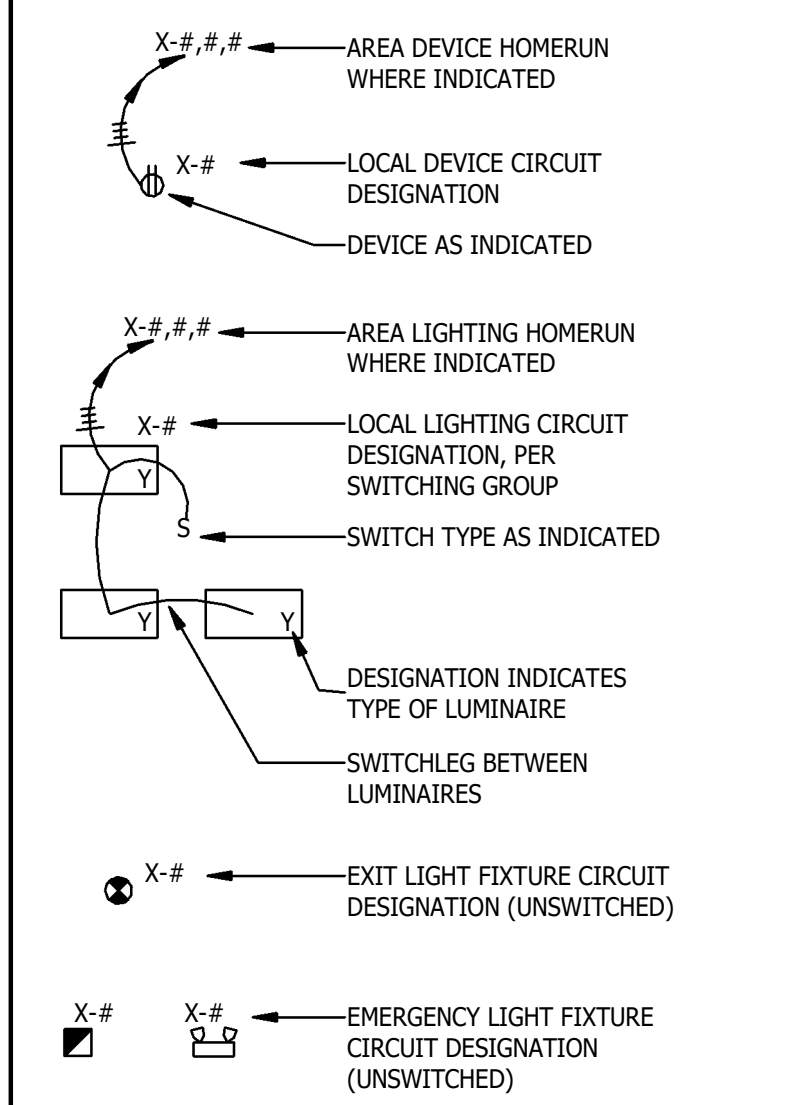 X-#,#,#
AREA DEVICE HOMERUN
WHERE INDICATED
X-#
LOCAL DEVICE CIRCUIT
DESIGNATION
DEVICE AS INDICATED
X-#,#,#
AREA LIGHTING HOMERUN
WHERE INDICATED
X-#
LOCAL LIGHTING CIRCUIT
DESIGNATION, PER
SWITCHING GROUP
Y
S
SWITCH TYPE AS INDICATED
Y
Y
DESIGNATION INDICATES
TYPE OF LUMINAIRE
SWITCHLEG BETWEEN
LUMINAIRES
X-#
EXIT LIGHT FIXTURE CIRCUIT
DESIGNATION (UNSWITCHED)
X-#
X-#
EMERGENCY LIGHT FIXTURE
CIRCUIT DESIGNATION
(UNSWITCHED)